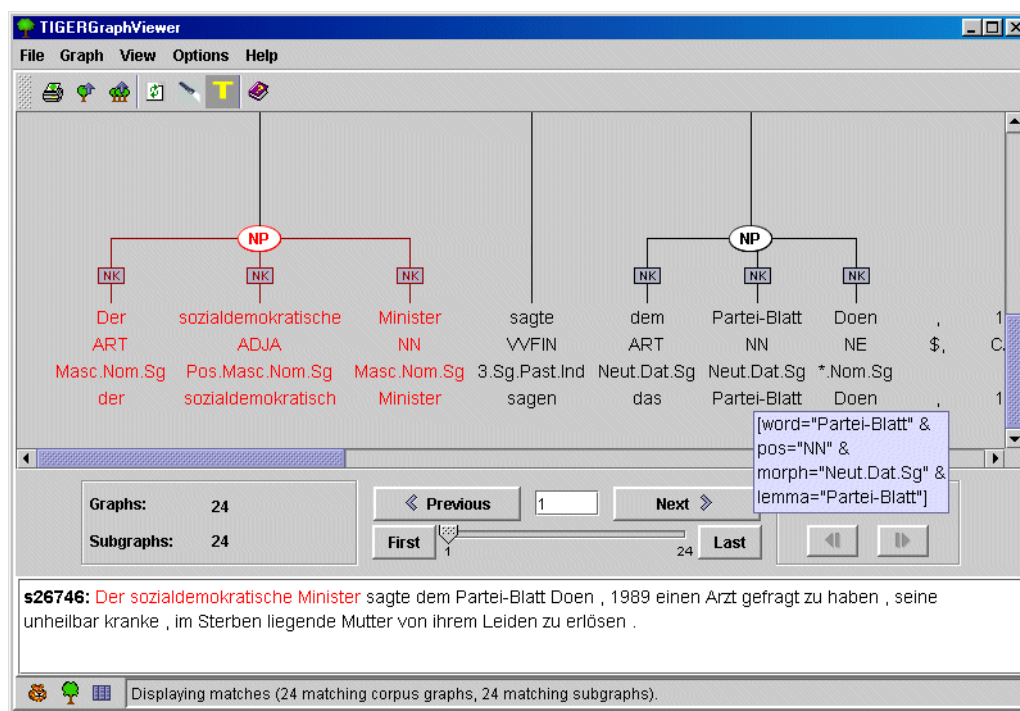 TIGERGraphViewer
File Graph View Options Help
T
NP NP
NK NK NK NK NK NK
Der sozialdemokratische Minister sagte dem Partei-Blatt Doen , 1
ART ADJA NN VVFIN ART NN NE $, C.
Masc.Nom.Sg Pos.Masc.Nom.Sg Masc.Nom.Sg 3.Sg.Past.Ind Neut.Dat.Sg Neut.Dat.Sg *.Nom.Sg
der sozialdemokratisch Minister sagen das Partei-Blatt Doen , 1
[word="Partei-Blatt" &
pos="NN" &
morph="Neut.Dat.Sg" &
lemma="Partei-Blatt"]
Graphs: 24 Previous 1 Next
Subgraphs: 24 First 1 24 Last
s26746: Der sozialdemokratische Minister sagte dem Partei-Blatt Doen , 1989 einen Arzt gefragt zu haben , seine
unheilbar kranke , im Sterben liegende Mutter von ihrem Leiden zu erlösen .
Displaying matches (24 matching corpus graphs, 24 matching subgraphs).